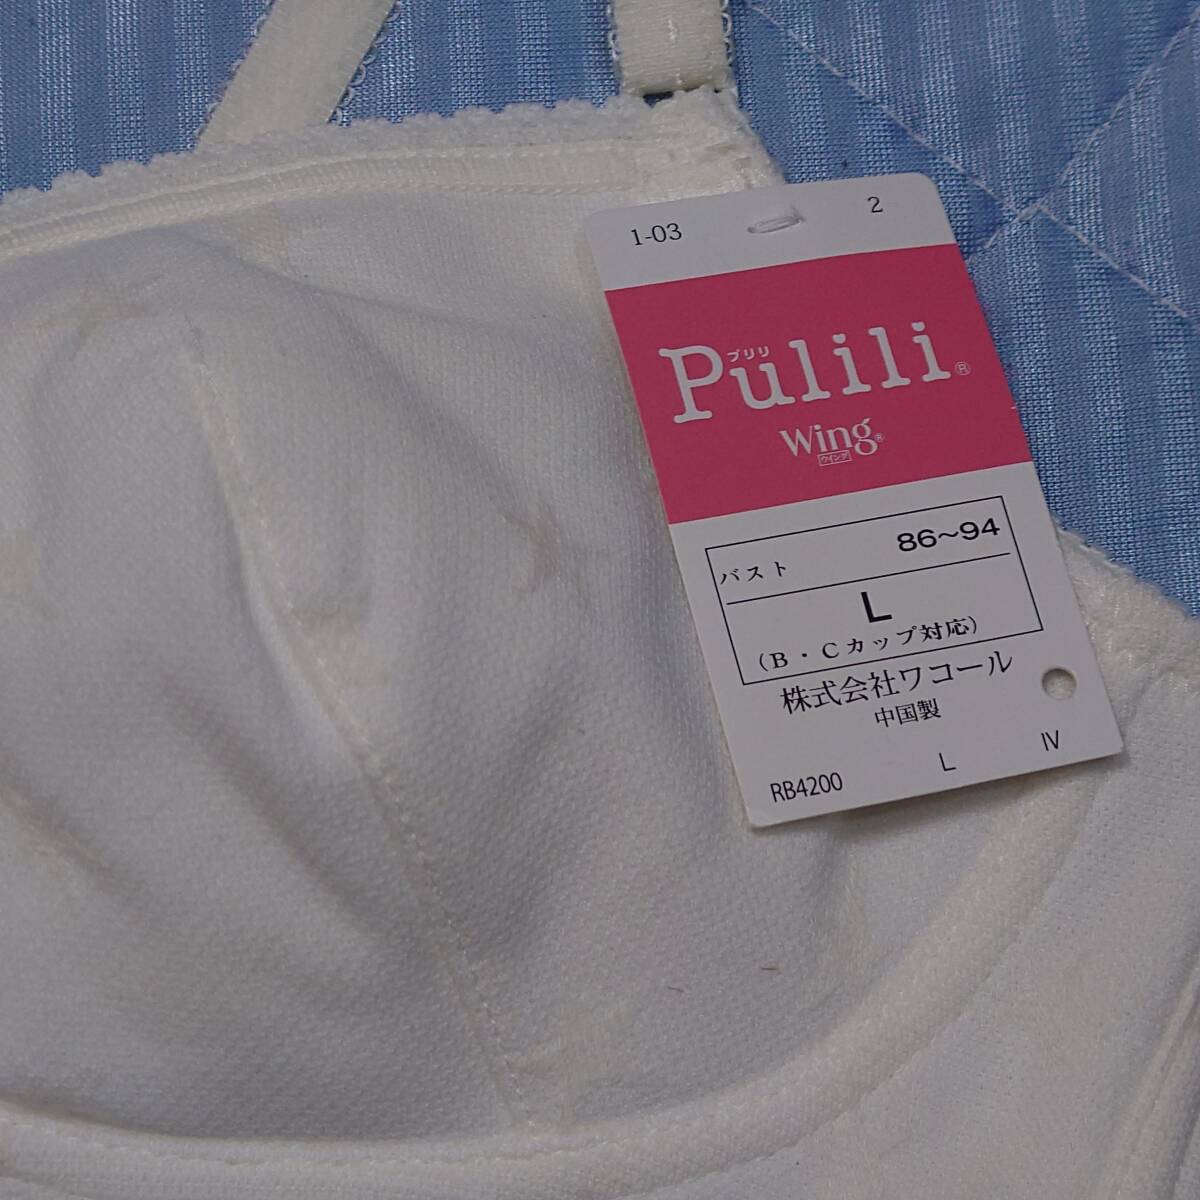 1-03 2
プリリ
Pulili®
Wing®
ウイング
バスト 86～94
L
（B・Cカップ対応）
株式会社ワコール
中国製
RB4200 L IV